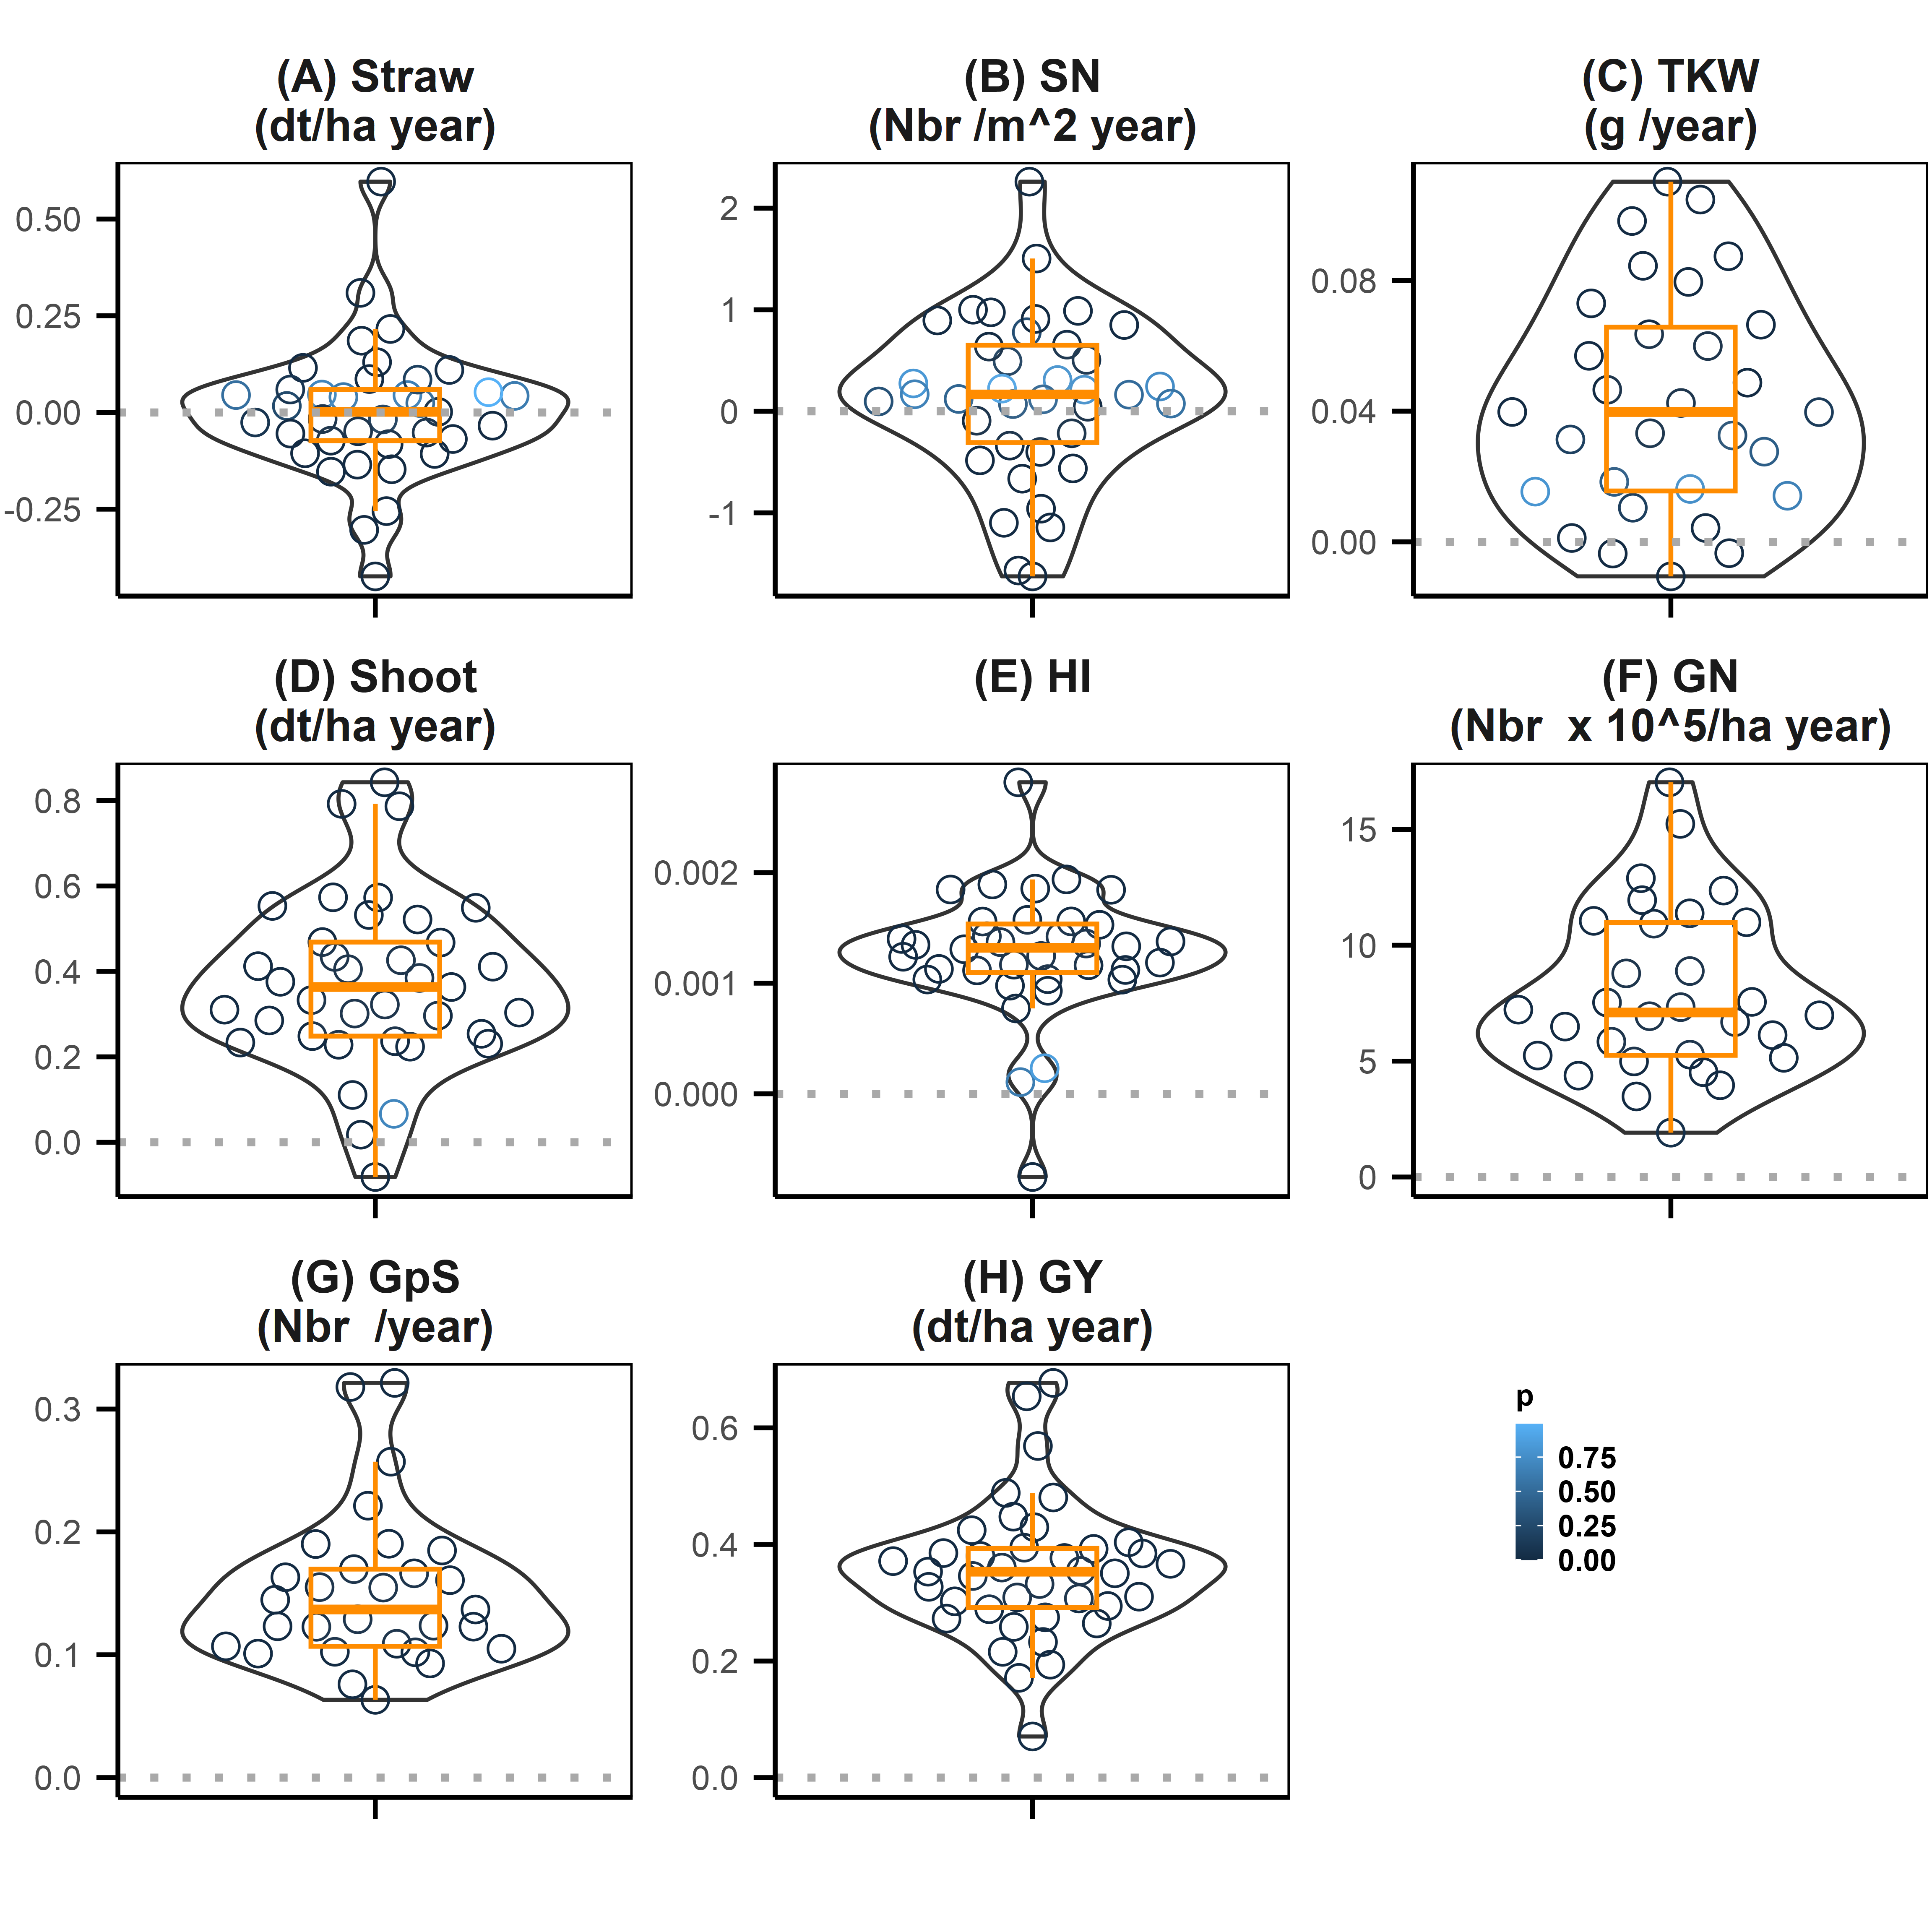 (A) Straw
(dt/ha year)
0.50
0.25
0.00
-0.25
(B) SN
(Nbr /m^2 year)
2
1
0
-1
(C) TKW
(g /year)
0.08
0.04
0.00
(D) Shoot
(dt/ha year)
0.8
0.6
0.4
0.2
0.0
(E) HI
0.002
0.001
0.000
(F) GN
(Nbr  x 10^5/ha year)
15
10
5
0
(G) GpS
(Nbr  /year)
0.3
0.2
0.1
0.0
(H) GY
(dt/ha year)
0.6
0.4
0.2
0.0
p
0.75
0.50
0.25
0.00